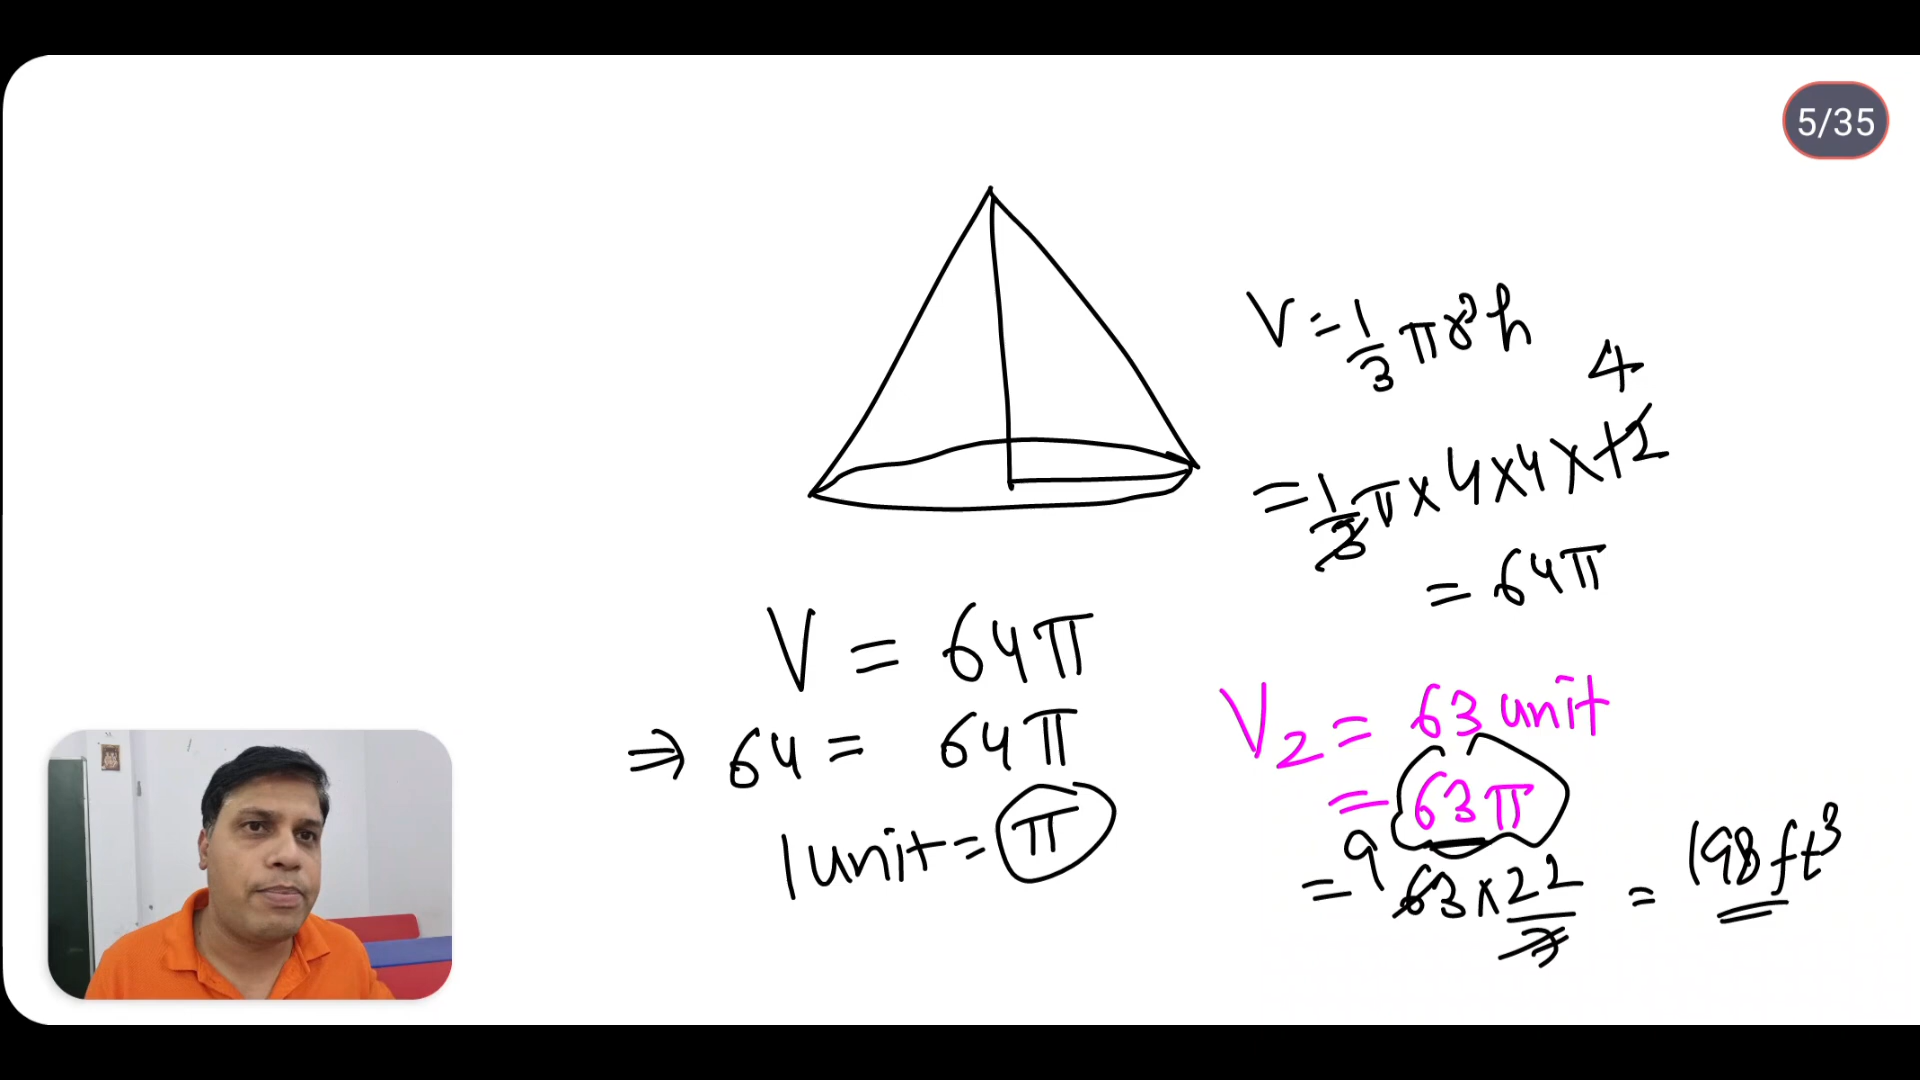 5/35
V = 1/3 πr²h
4
= 1/3 π × 4 × 4 × 12
= 64π
V = 64π
⇒ 64 = 64π
1 unit = π
V₂ = 63 unit
= 63π
9
= 63 × 22/7 = 198 ft³